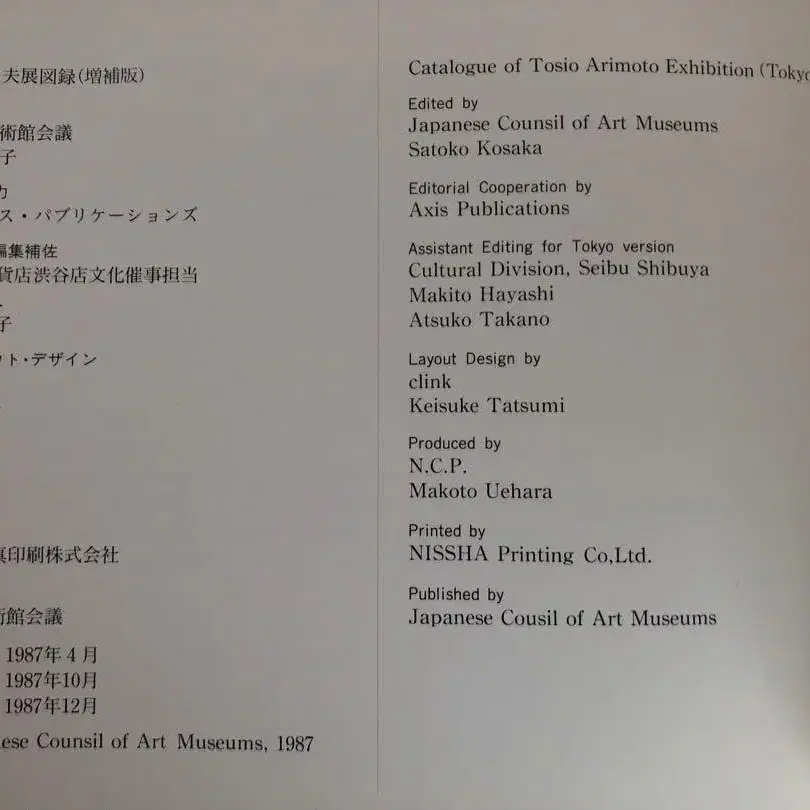 夫展図録(増補版)
術館会議
子
力
ス・パブリケーションズ
編集補佐
貨店渋谷店文化催事担当
子
ト・デザイン
印刷株式会社
術館会議
1987年4月
1987年10月
1987年12月
ese Counsil of Art Museums, 1987
Catalogue of Tosio Arimoto Exhibition (Tokyo
Edited by
Japanese Counsil of Art Museums
Satoko Kosaka
Editorial Cooperation by
Axis Publications
Assistant Editing for Tokyo version
Cultural Division, Seibu Shibuya
Makito Hayashi
Atsuko Takano
Layout Design by
clink
Keisuke Tatsumi
Produced by
N.C.P.
Makoto Uehara
Printed by
NISSHA Printing Co,Ltd.
Published by
Japanese Cousil of Art Museums